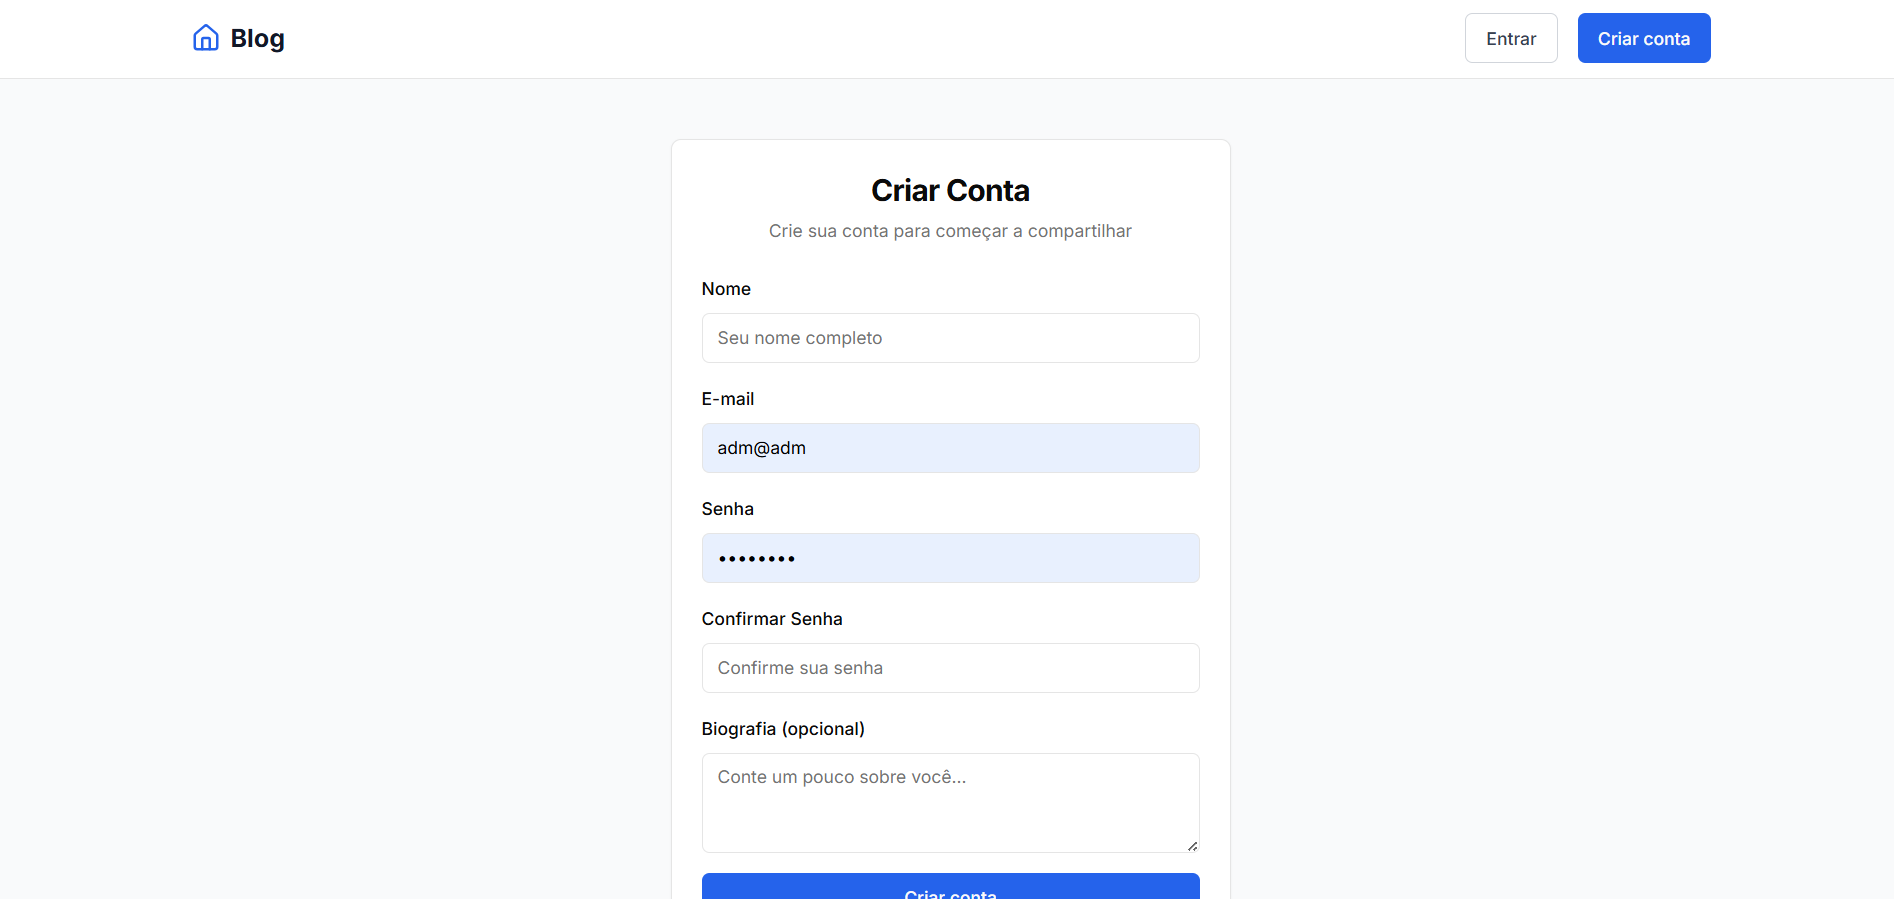 Blog
Entrar
Criar conta
Criar Conta
Crie sua conta para começar a compartilhar
Nome
Seu nome completo
E-mail
adm@adm
Senha
••••••••
Confirmar Senha
Confirme sua senha
Biografia (opcional)
Conte um pouco sobre você...
Criar conta